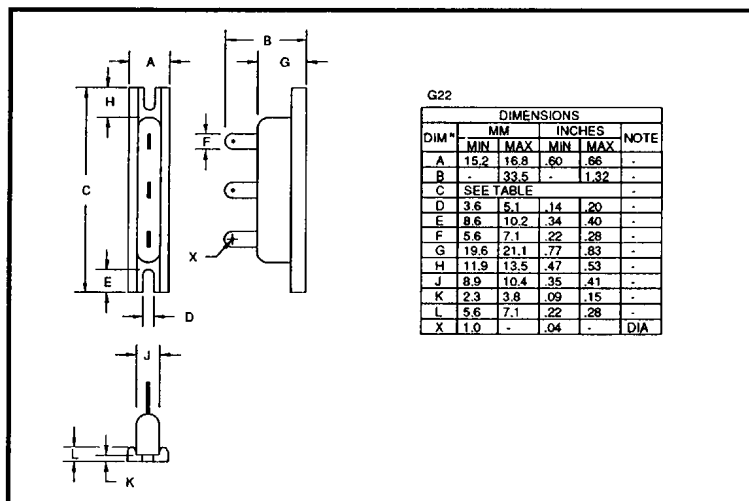 A
B
G
H
F
C
X
E
D
J
L
K
G22
DIMENSIONS
DIM" MM INCHES NOTE
MIN MAX MIN MAX
A 15.2 16.8 .60 .66 -
B - 33.5 - 1.32 -
C SEE TABLE -
D 3.6 5.1 .14 .20 -
E 8.6 10.2 .34 .40 -
F 5.6 7.1 .22 .28 -
G 19.6 21.1 .77 .83 -
H 11.9 13.5 .47 .53 -
J 8.9 10.4 .35 .41 -
K 2.3 3.8 .09 .15 -
L 5.6 7.1 .22 .28 -
X 1.0 - .04 - DIA